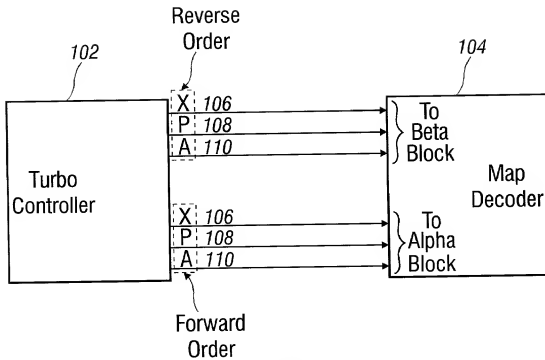 Reverse
Order
102
104
X 106
P 108
A 110
To
Beta
Block
Turbo
Controller
Map
Decoder
X 106
P 108
A 110
To
Alpha
Block
Forward
Order